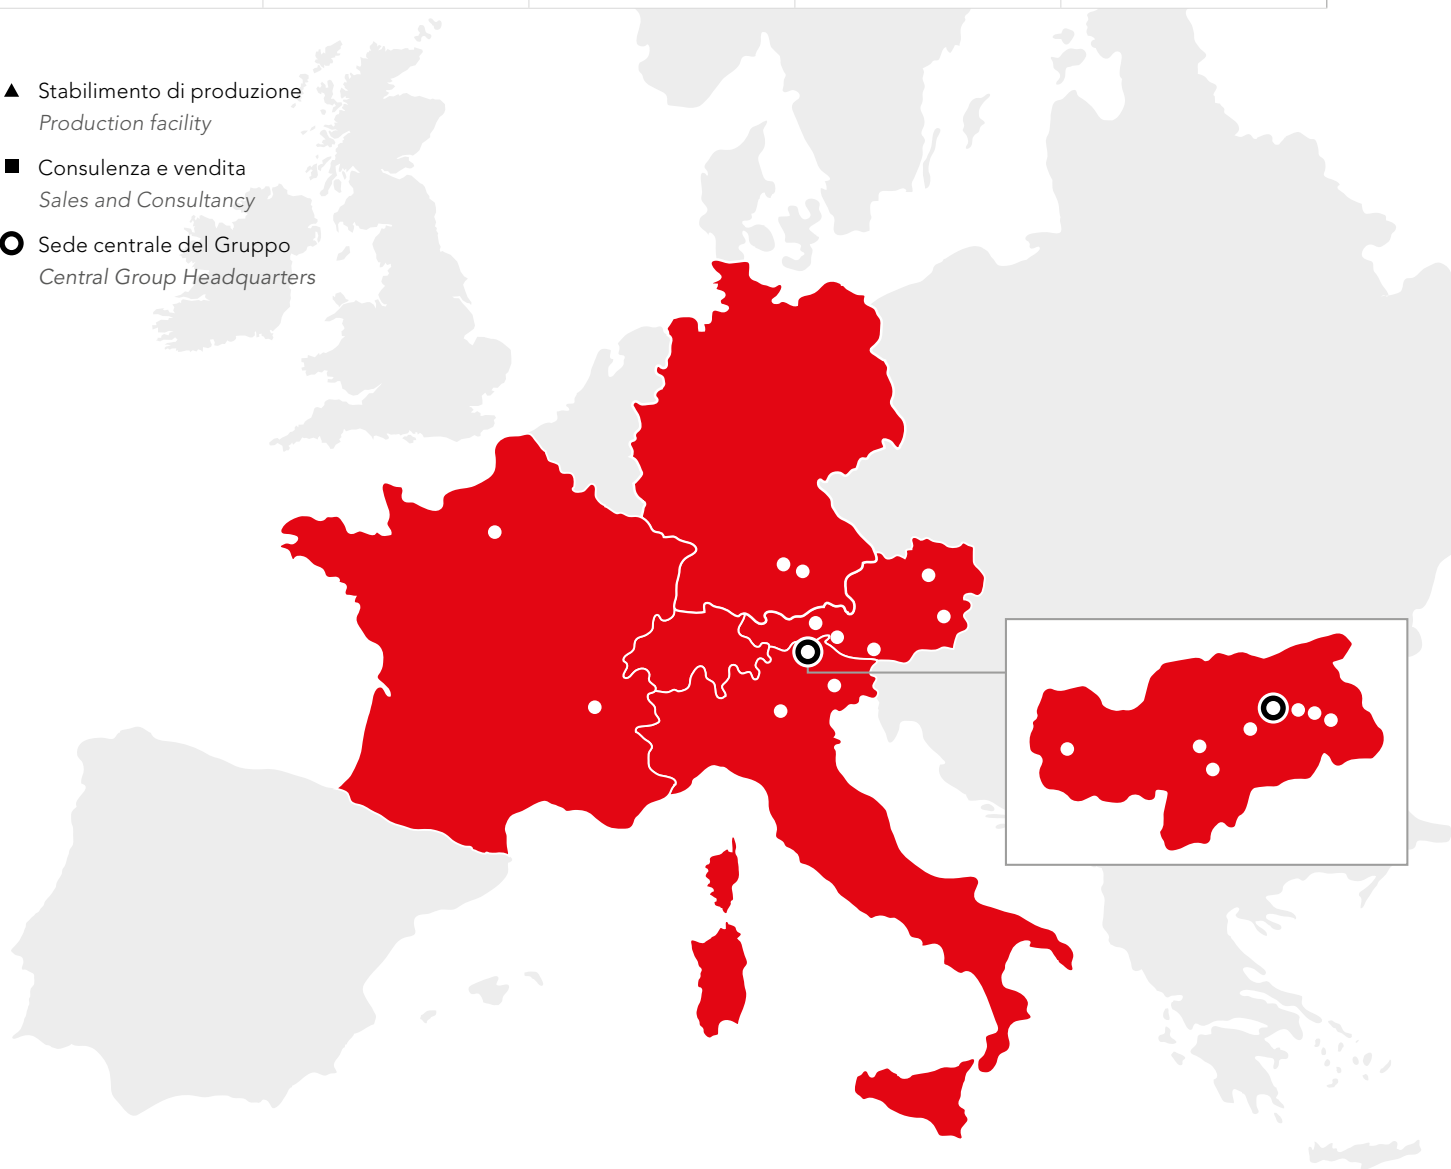 Stabilimento di produzione
Production facility
Consulenza e vendita
Sales and Consultancy
Sede centrale del Gruppo
Central Group Headquarters